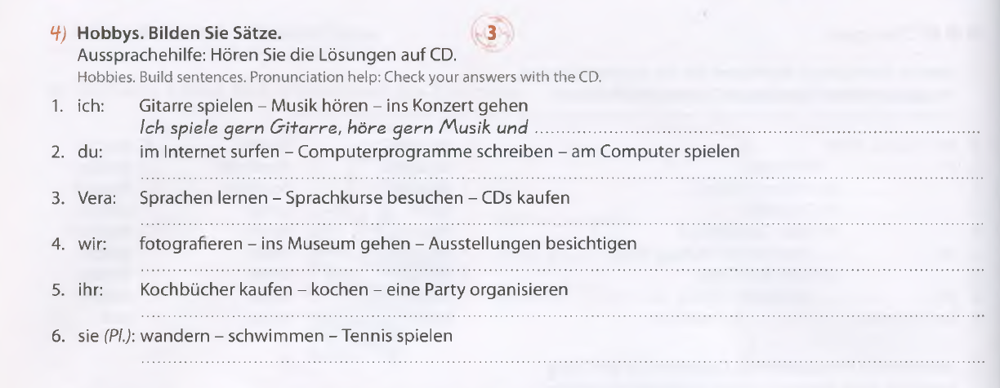 4) Hobbys. Bilden Sie Sätze. 3
Aussprachehilfe: Hören Sie die Lösungen auf CD.
Hobbies. Build sentences. Pronunciation help: Check your answers with the CD.
1. ich: Gitarre spielen – Musik hören – ins Konzert gehen
Ich spiele gern Gitarre, höre gern Musik und ....................
2. du: im Internet surfen – Computerprogramme schreiben – am Computer spielen
3. Vera: Sprachen lernen – Sprachkurse besuchen – CDs kaufen
4. wir: fotografieren – ins Museum gehen – Ausstellungen besichtigen
5. ihr: Kochbücher kaufen – kochen – eine Party organisieren
6. sie (Pl.): wandern – schwimmen – Tennis spielen